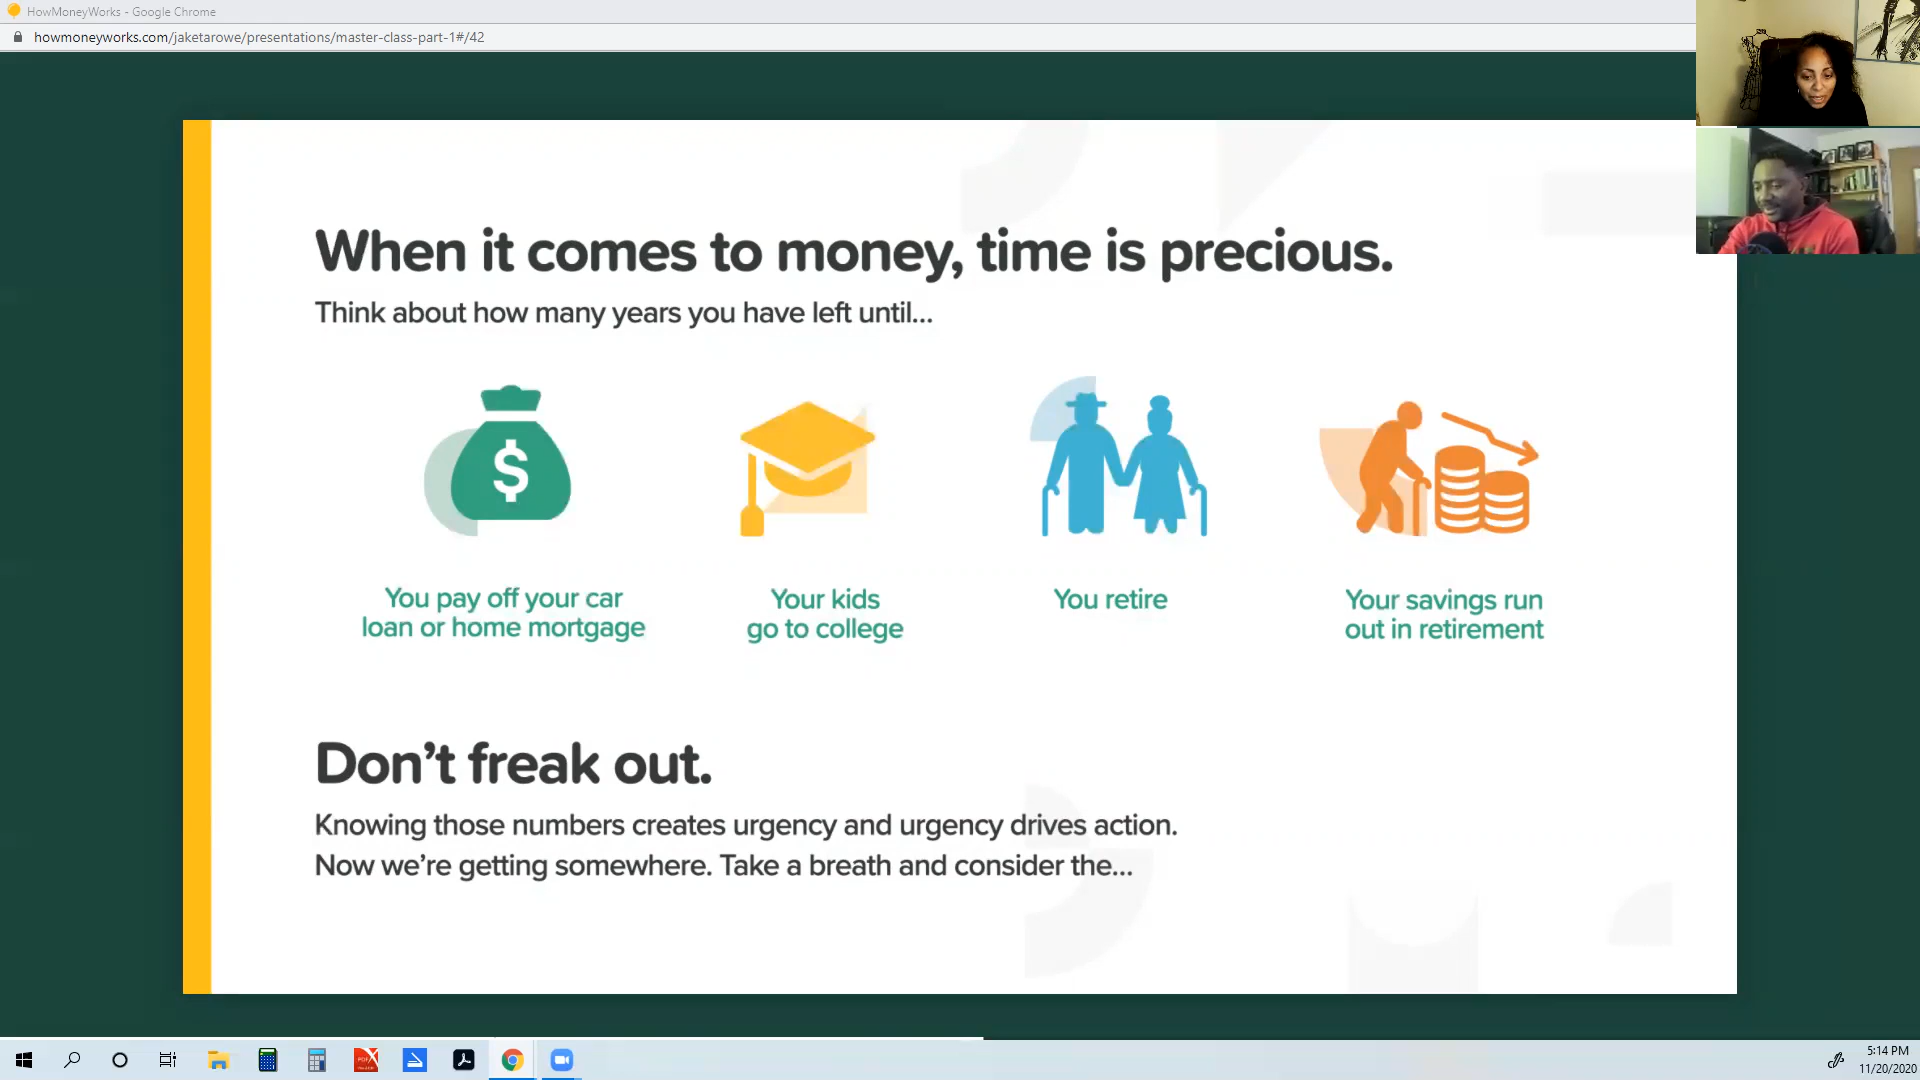 HowMoneyWorks - Google Chrome
howmoneyworks.com/jaketarowe/presentations/master-class-part-1#/42
When it comes to money, time is precious.
Think about how many years you have left until...
$
You pay off your car
loan or home mortgage
Your kids
go to college
You retire
Your savings run
out in retirement
Don't freak out.
Knowing those numbers creates urgency and urgency drives action.
Now we're getting somewhere. Take a breath and consider the...
5:14 PM
11/20/2020